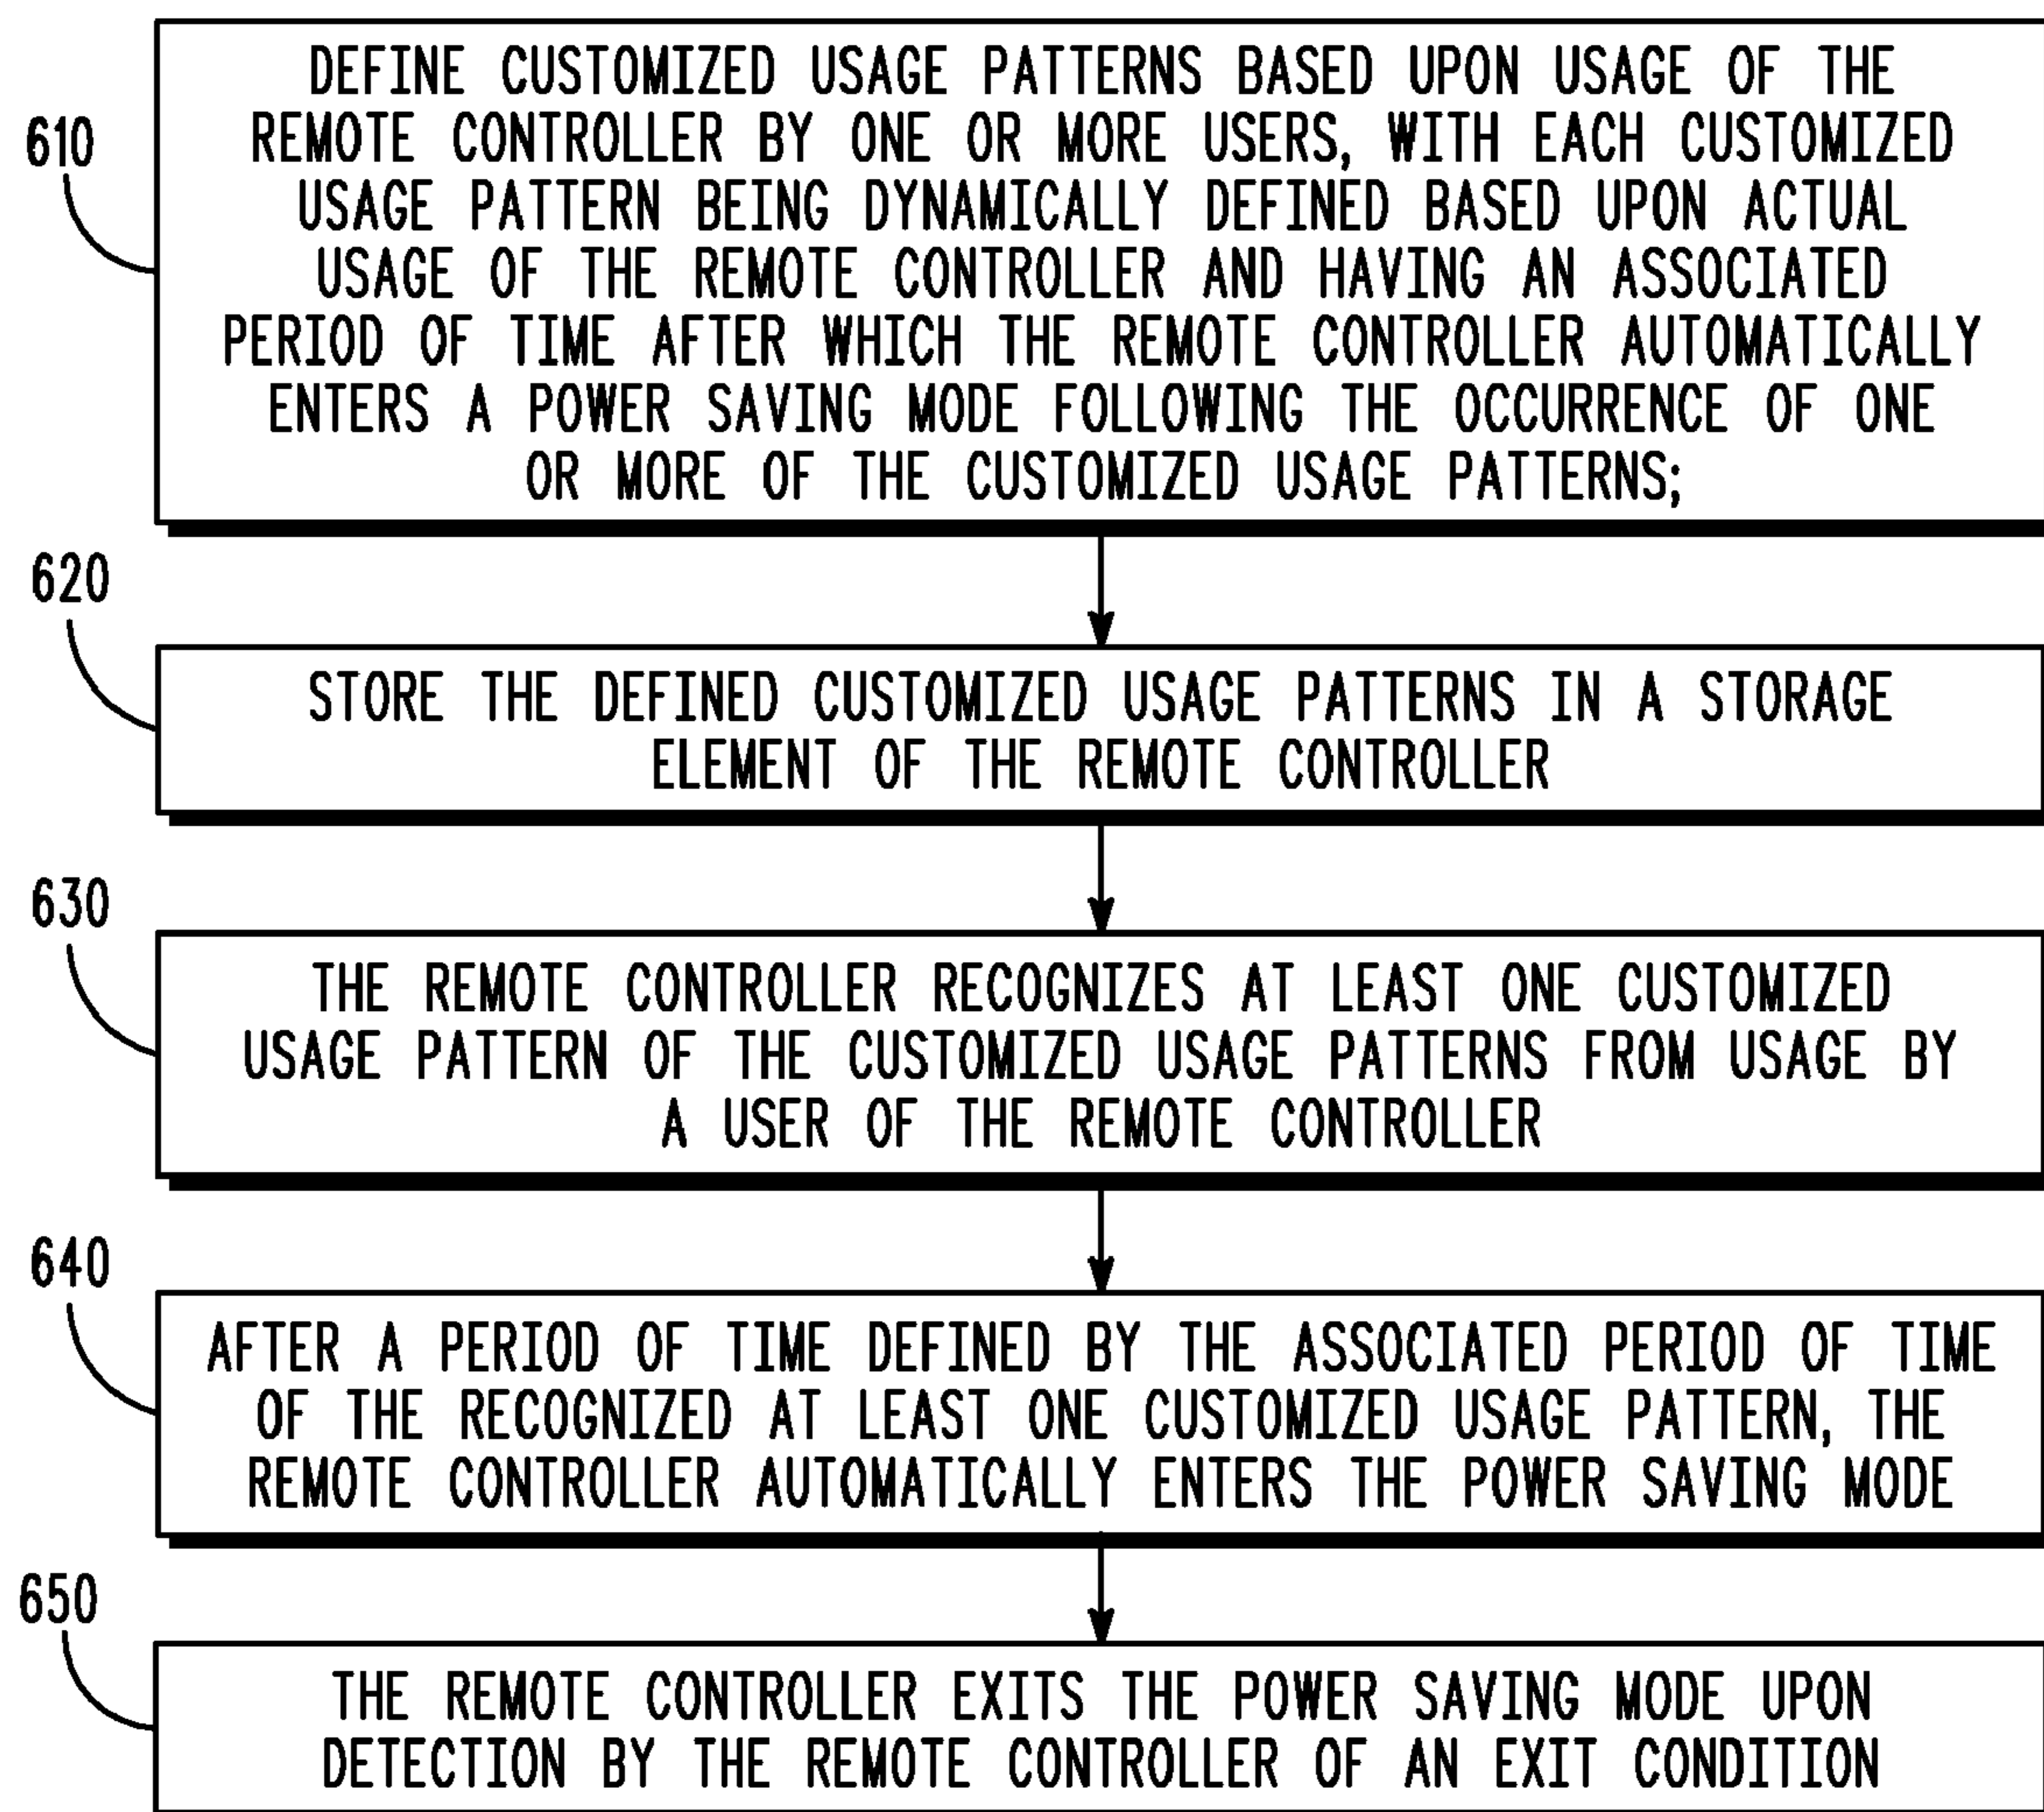 610
DEFINE CUSTOMIZED USAGE PATTERNS BASED UPON USAGE OF THE
REMOTE CONTROLLER BY ONE OR MORE USERS, WITH EACH CUSTOMIZED
USAGE PATTERN BEING DYNAMICALLY DEFINED BASED UPON ACTUAL
USAGE OF THE REMOTE CONTROLLER AND HAVING AN ASSOCIATED
PERIOD OF TIME AFTER WHICH THE REMOTE CONTROLLER AUTOMATICALLY
ENTERS A POWER SAVING MODE FOLLOWING THE OCCURRENCE OF ONE
OR MORE OF THE CUSTOMIZED USAGE PATTERNS;
620
STORE THE DEFINED CUSTOMIZED USAGE PATTERNS IN A STORAGE
ELEMENT OF THE REMOTE CONTROLLER
630
THE REMOTE CONTROLLER RECOGNIZES AT LEAST ONE CUSTOMIZED
USAGE PATTERN OF THE CUSTOMIZED USAGE PATTERNS FROM USAGE BY
A USER OF THE REMOTE CONTROLLER
640
AFTER A PERIOD OF TIME DEFINED BY THE ASSOCIATED PERIOD OF TIME
OF THE RECOGNIZED AT LEAST ONE CUSTOMIZED USAGE PATTERN, THE
REMOTE CONTROLLER AUTOMATICALLY ENTERS THE POWER SAVING MODE
650
THE REMOTE CONTROLLER EXITS THE POWER SAVING MODE UPON
DETECTION BY THE REMOTE CONTROLLER OF AN EXIT CONDITION